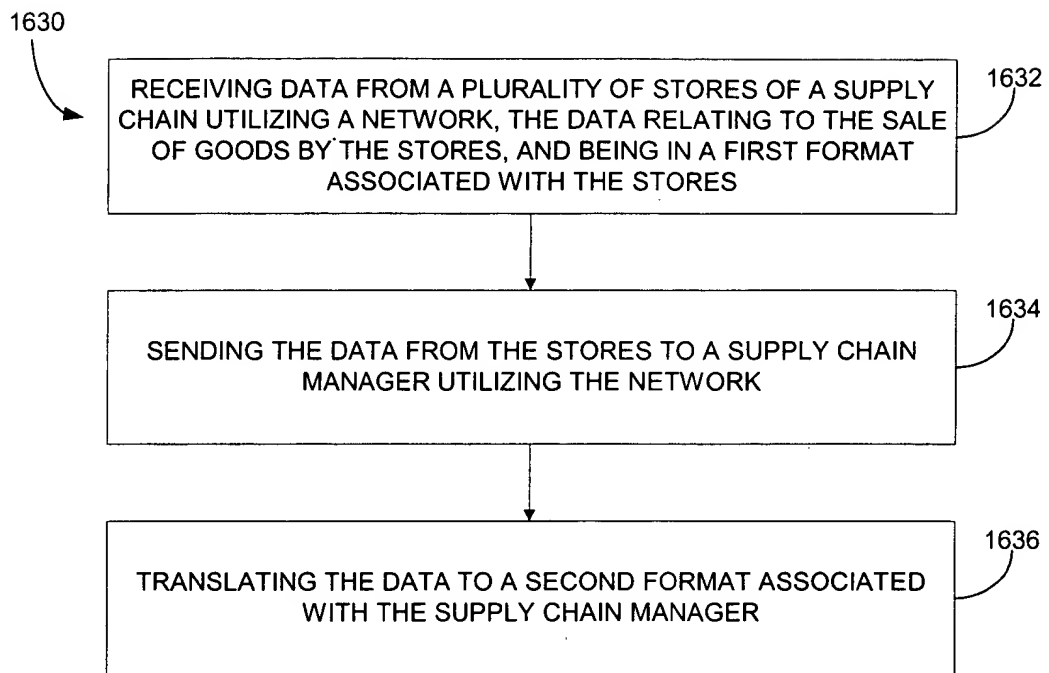 1630
RECEIVING DATA FROM A PLURALITY OF STORES OF A SUPPLY
CHAIN UTILIZING A NETWORK, THE DATA RELATING TO THE SALE
OF GOODS BY THE STORES, AND BEING IN A FIRST FORMAT
ASSOCIATED WITH THE STORES
1632
SENDING THE DATA FROM THE STORES TO A SUPPLY CHAIN
MANAGER UTILIZING THE NETWORK
1634
TRANSLATING THE DATA TO A SECOND FORMAT ASSOCIATED
WITH THE SUPPLY CHAIN MANAGER
1636